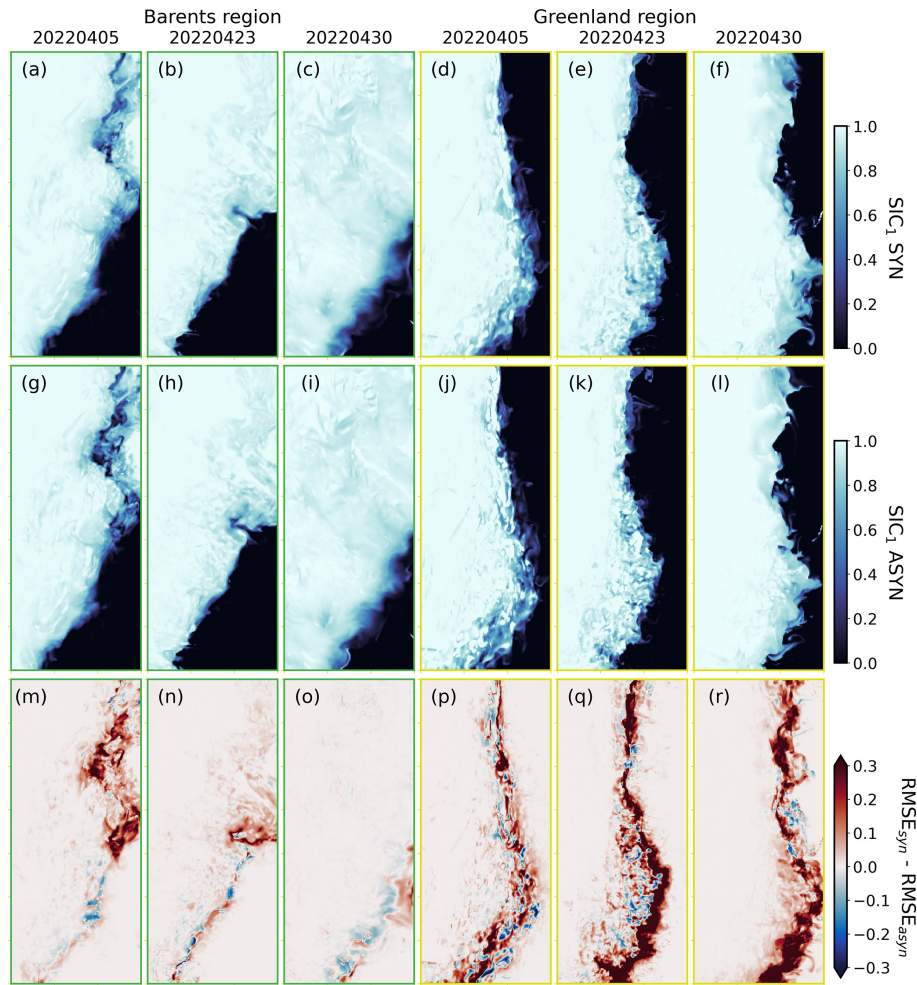 Barents region Greenland region
20220405 20220423 20220430 20220405 20220423 20220430
(a) (b) (c) (d) (e) (f)
1.0
0.8
0.6
0.4
0.2
0.0
SIC₁ SYN
(g) (h) (i) (j) (k) (l)
1.0
0.8
0.6
0.4
0.2
0.0
SIC₁ ASYN
(m) (n) (o) (p) (q) (r)
0.3
0.2
0.1
0.0
−0.1
−0.2
−0.3
RMSE_syn - RMSE_asyn